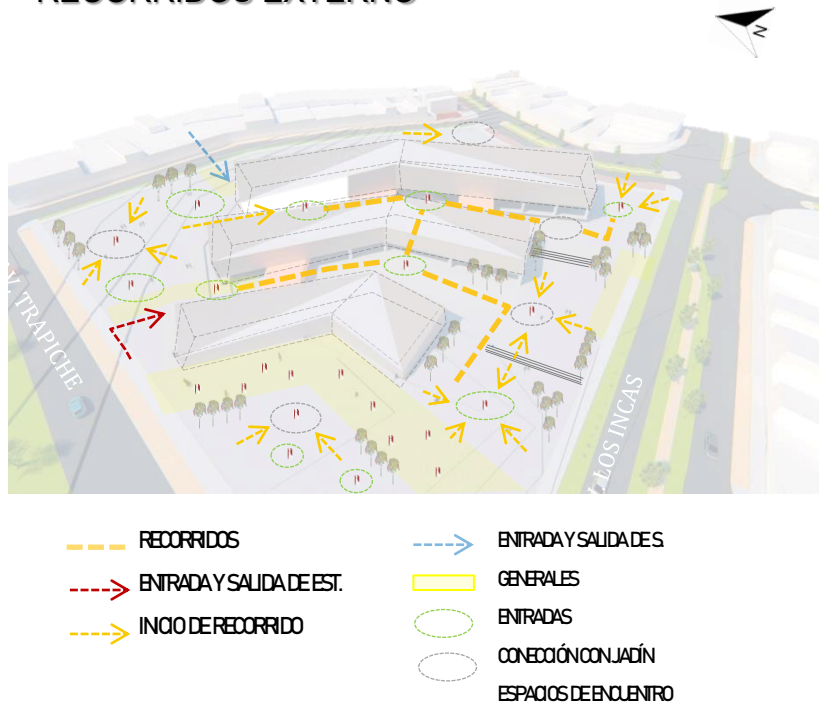 RECORRIDOS EXTERNO
N
AV. TRAPICHE
LOS INCAS
RECORRIDOS
ENTRADA Y SALIDA DE EST.
INICIO DE RECORRIDO
ENTRADA Y SALIDA DE S.
GENERALES
ENTRADAS
CONECCIÓN CON JADÍN
ESPACIOS DE ENCUENTRO